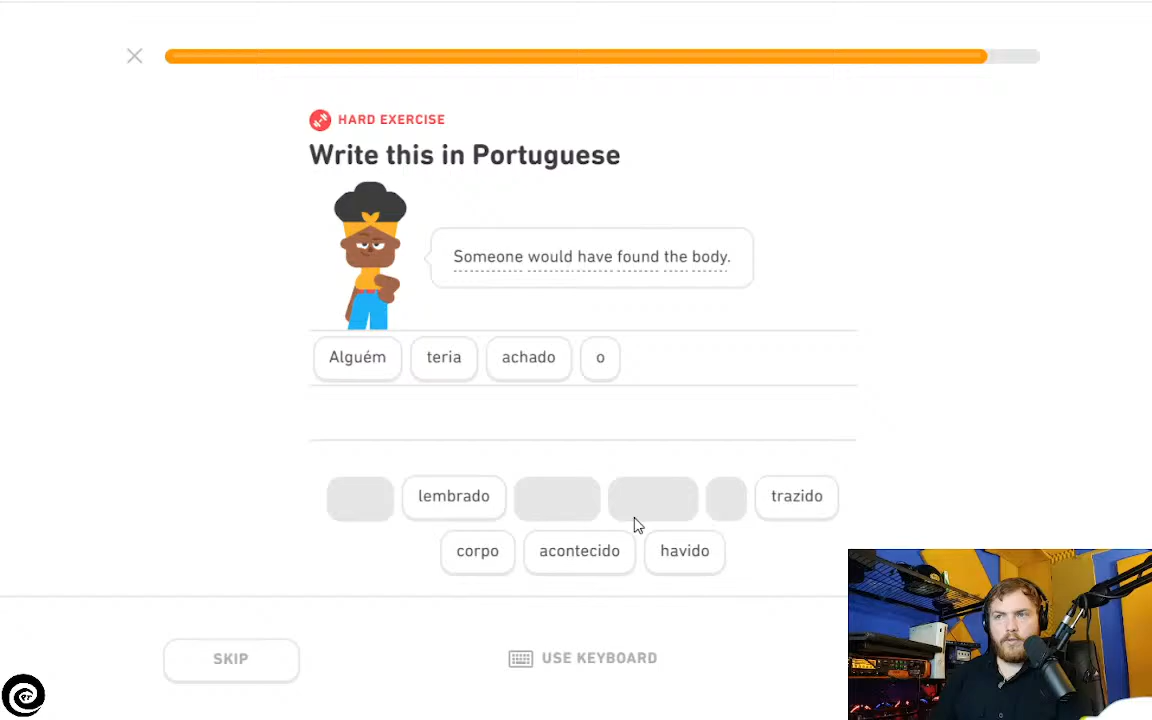 HARD EXERCISE
Write this in Portuguese
Someone would have found the body.
Alguém teria achado o
lembrado trazido
corpo acontecido havido
SKIP USE KEYBOARD